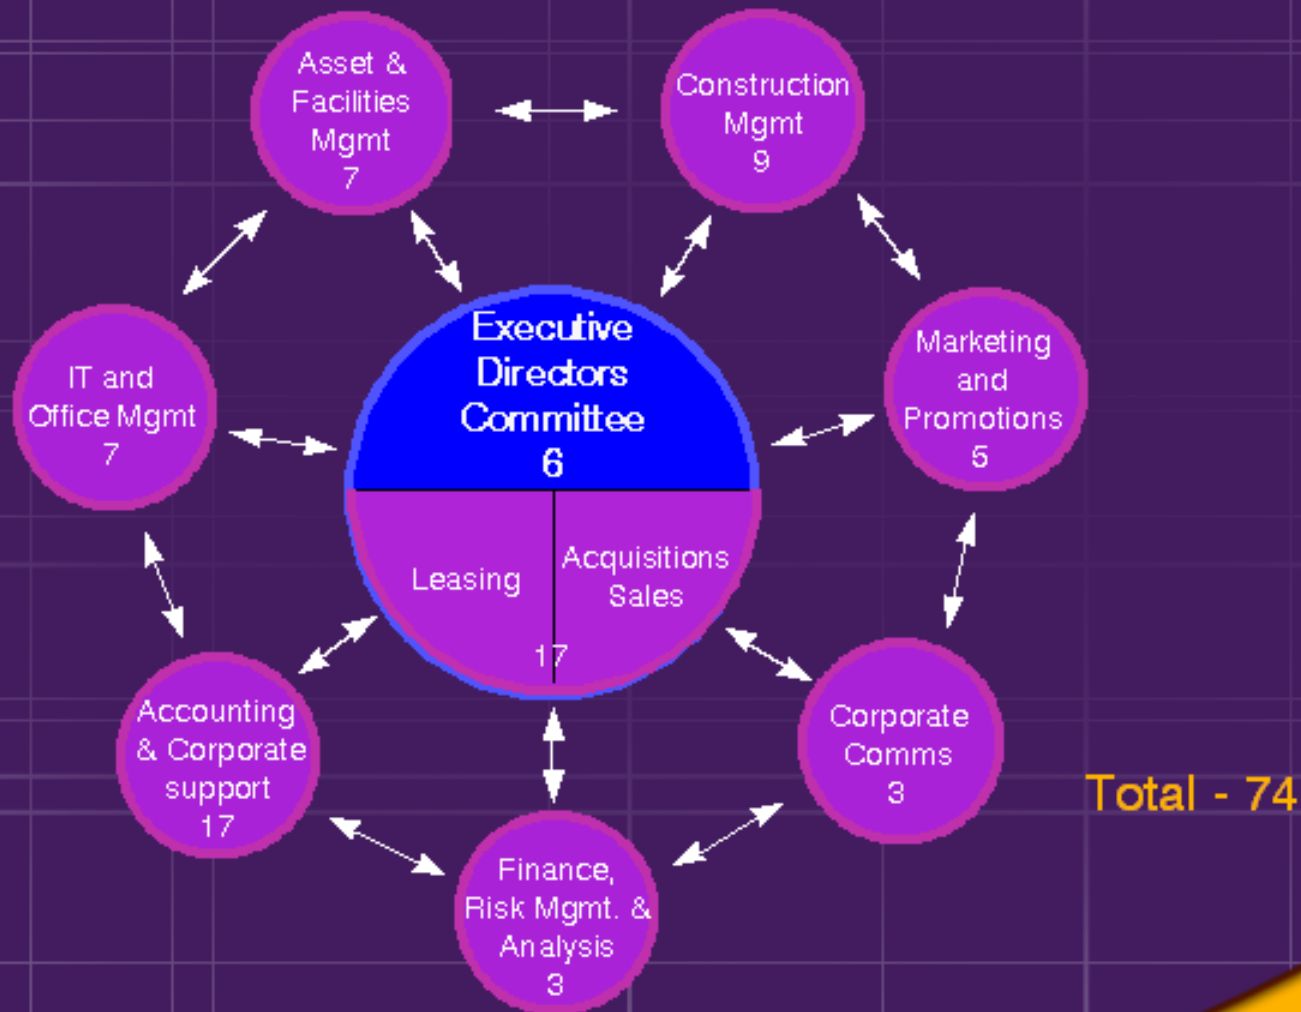 Asset &
Facilities
Mgmt
7
Construction
Mgmt
9
IT and
Office Mgmt
7
Executive
Directors
Committee
6
Marketing
and
Promotions
5
Leasing
Acquisitions
Sales
17
Accounting
& Corporate
support
17
Corporate
Comms
3
Total - 74
Finance,
Risk Mgmt. &
Analysis
3